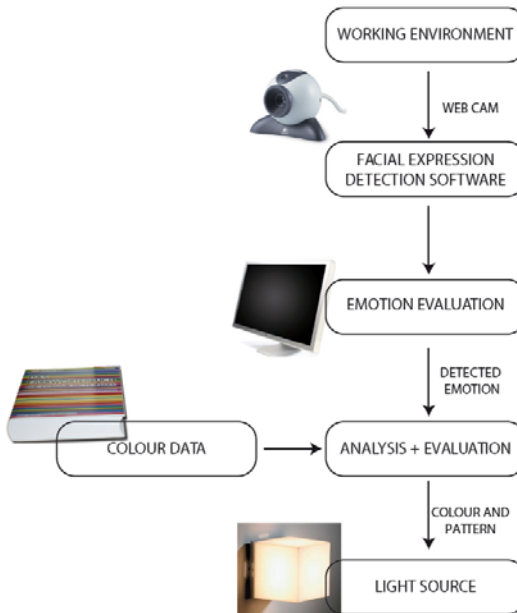 WORKING ENVIRONMENT
WEB CAM
FACIAL EXPRESSION
DETECTION SOFTWARE
EMOTION EVALUATION
DETECTED
EMOTION
COLOUR DATA
ANALYSIS + EVALUATION
COLOUR AND
PATTERN
LIGHT SOURCE